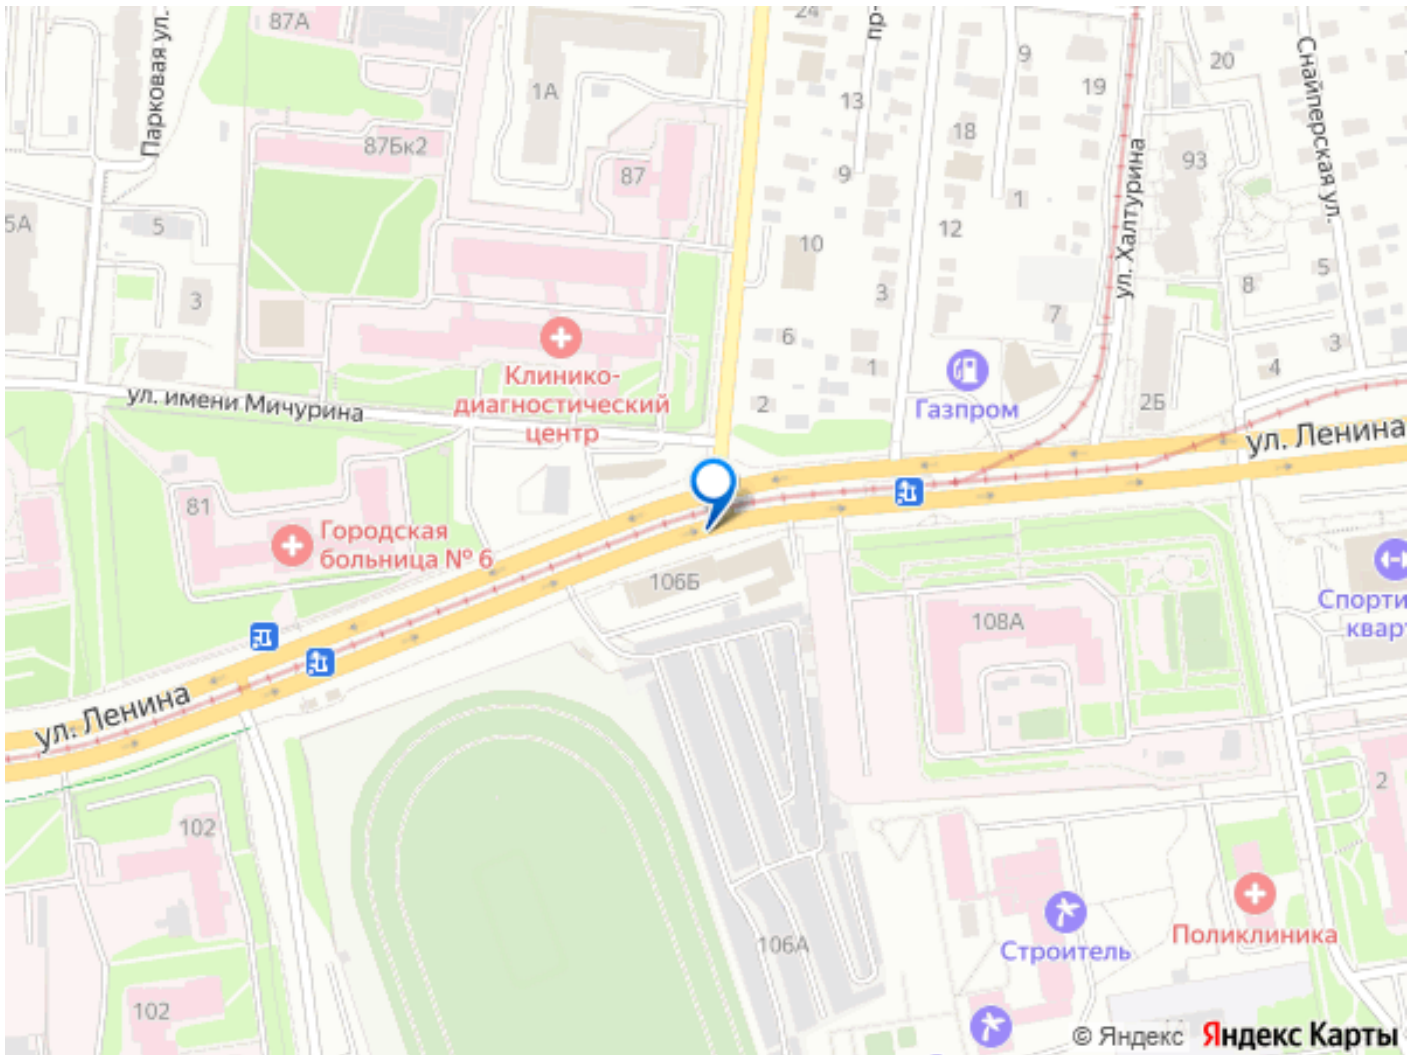 87А
24
пр-д
Парковая ул.
1А
9
19
20
Снайперская ул.
13
18
87Бк2
87
9
ул. Халтурина
93
1
5А
5
10
12
3
3
7
5
8
6
1
3
4
Клинико-
диагностический
центр
ул. имени Мичурина
2
Газпром
2Б
ул. Ленина
81
Городская
больница № 6
106Б
108А
Спорти
кварт
ул. Ленина
102
2
106А
Строитель
Поликлиника
102
© Яндекс Яндекс Карты